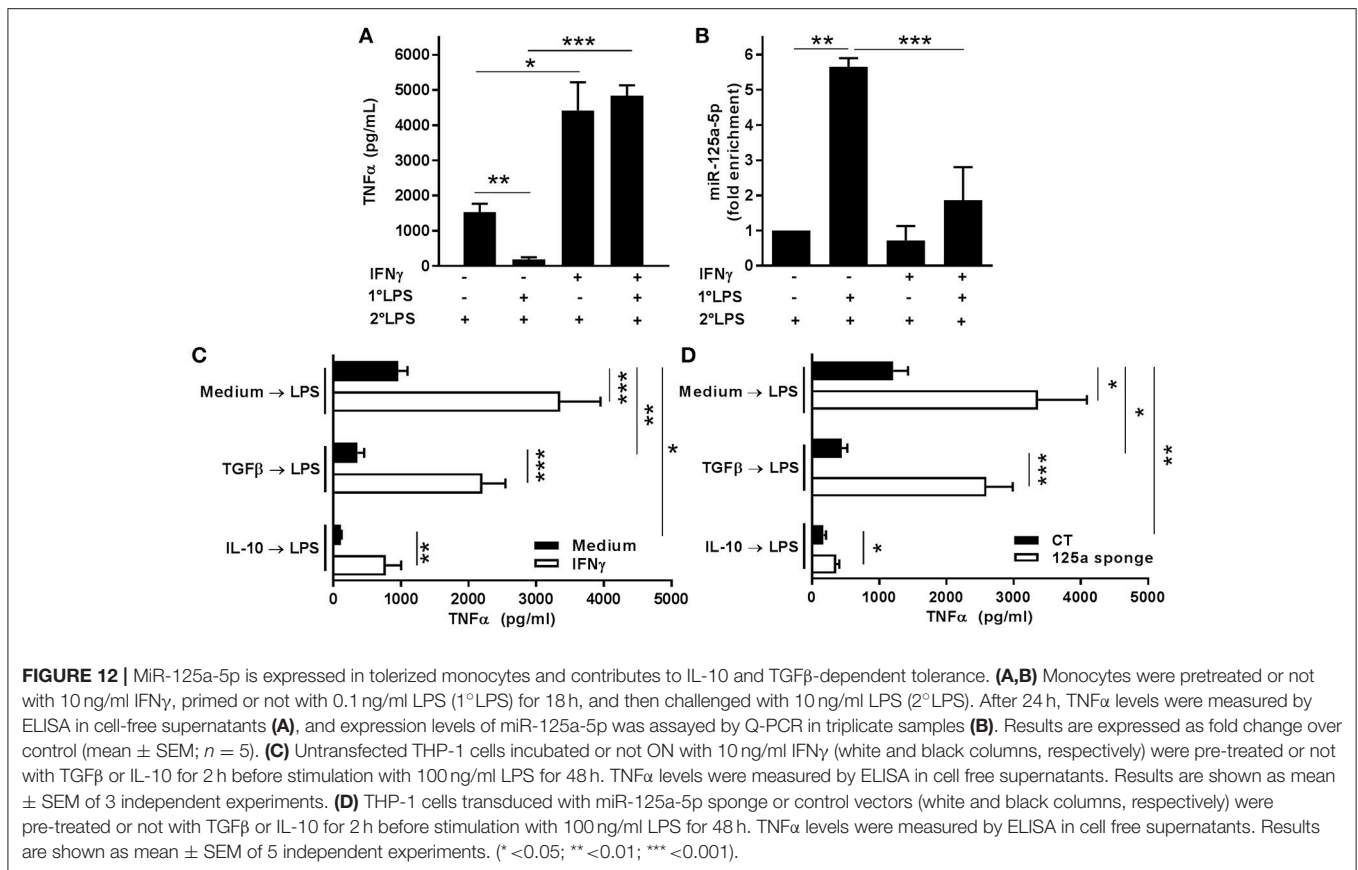 A
B
***
*
**
6000
5000
4000
3000
2000
1000
0
TNFα (pg/mL)
IFNγ - - + +
1°LPS - + - +
2°LPS + + + +
** ***
6
5
4
3
2
1
0
miR-125a-5p
(fold enrichment)
IFNγ - - + +
1°LPS - + - +
2°LPS + + + +
C
Medium → LPS
TGFβ → LPS
IL-10 → LPS
***
**
*
***
**
Medium
IFNγ
0 1000 2000 3000 4000 5000
TNFα (pg/ml)
D
Medium → LPS
TGFβ → LPS
IL-10 → LPS
*
*
**
***
*
CT
125a sponge
0 1000 2000 3000 4000 5000
TNFα (pg/ml)
FIGURE 12 | MiR-125a-5p is expressed in tolerized monocytes and contributes to IL-10 and TGFβ-dependent tolerance. (A,B) Monocytes were pretreated or not
with 10 ng/ml IFNγ, primed or not with 0.1 ng/ml LPS (1°LPS) for 18 h, and then challenged with 10 ng/ml LPS (2°LPS). After 24 h, TNFα levels were measured by
ELISA in cell-free supernatants (A), and expression levels of miR-125a-5p was assayed by Q-PCR in triplicate samples (B). Results are expressed as fold change over
control (mean ± SEM; n = 5). (C) Untransfected THP-1 cells incubated or not ON with 10 ng/ml IFNγ (white and black columns, respectively) were pre-treated or not
with TGFβ or IL-10 for 2 h before stimulation with 100 ng/ml LPS for 48 h. TNFα levels were measured by ELISA in cell free supernatants. Results are shown as mean
± SEM of 3 independent experiments. (D) THP-1 cells transduced with miR-125a-5p sponge or control vectors (white and black columns, respectively) were
pre-treated or not with TGFβ or IL-10 for 2 h before stimulation with 100 ng/ml LPS for 48 h. TNFα levels were measured by ELISA in cell free supernatants. Results
are shown as mean ± SEM of 5 independent experiments. (* <0.05; ** <0.01; *** <0.001).